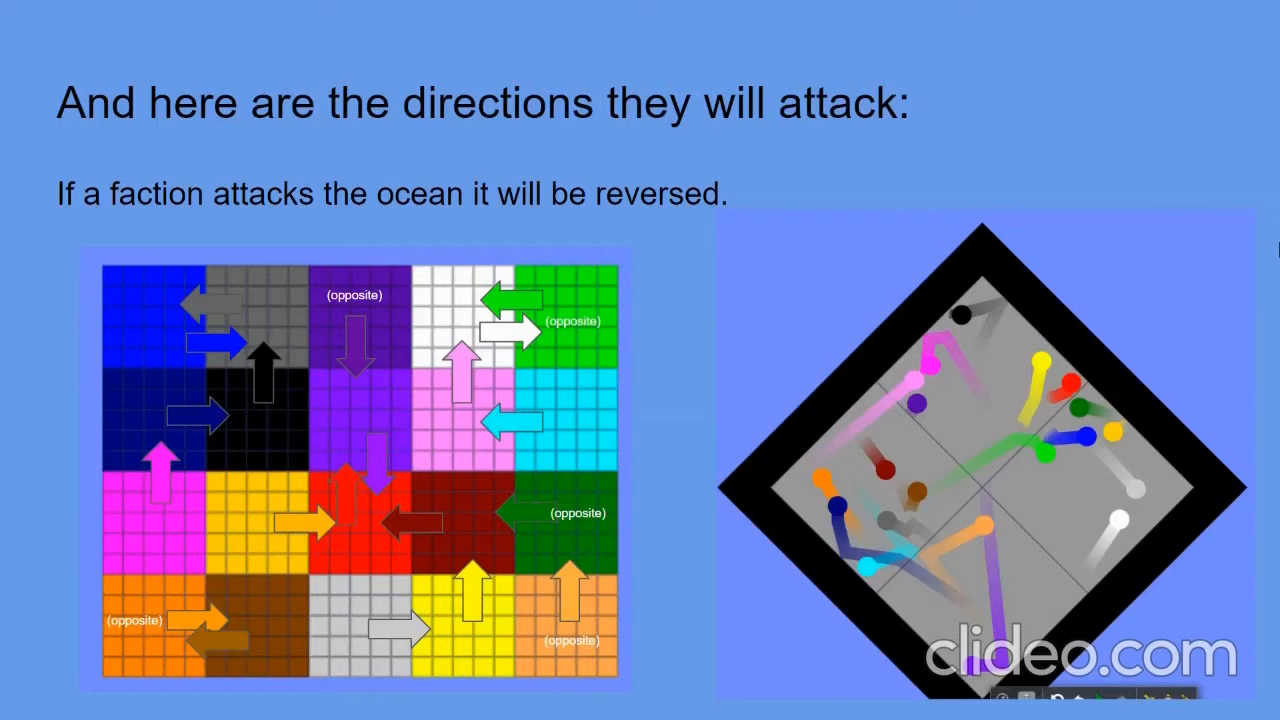 And here are the directions they will attack:
If a faction attacks the ocean it will be reversed.
(opposite)
(opposite)
(opposite)
(opposite)
(opposite)
clideo.com